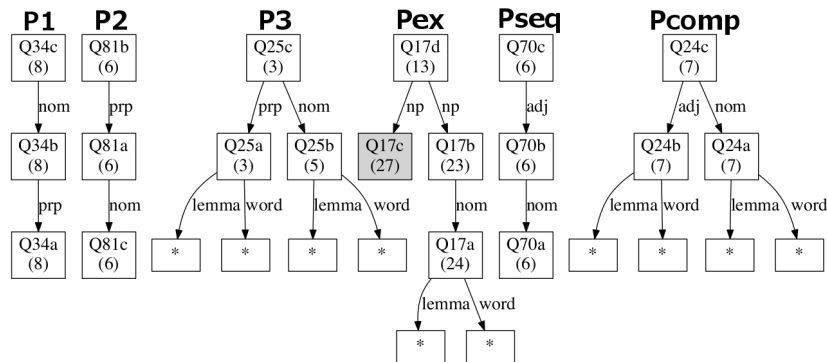 P1 P2 P3 Pex Pseq Pcomp
Q34c Q81b Q25c Q17d Q70c Q24c
(8) (6) (3) (13) (6) (7)
nom prp prp nom np np adj adj nom
Q34b Q81a Q25a Q25b Q17c Q17b Q70b Q24b Q24a
(8) (6) (3) (5) (27) (23) (6) (7) (7)
prp nom lemma word lemma word nom nom lemma word lemma word
Q34a Q81c * * * * Q17a Q70a * * * *
(8) (6) (24) (6)
lemma word
* *